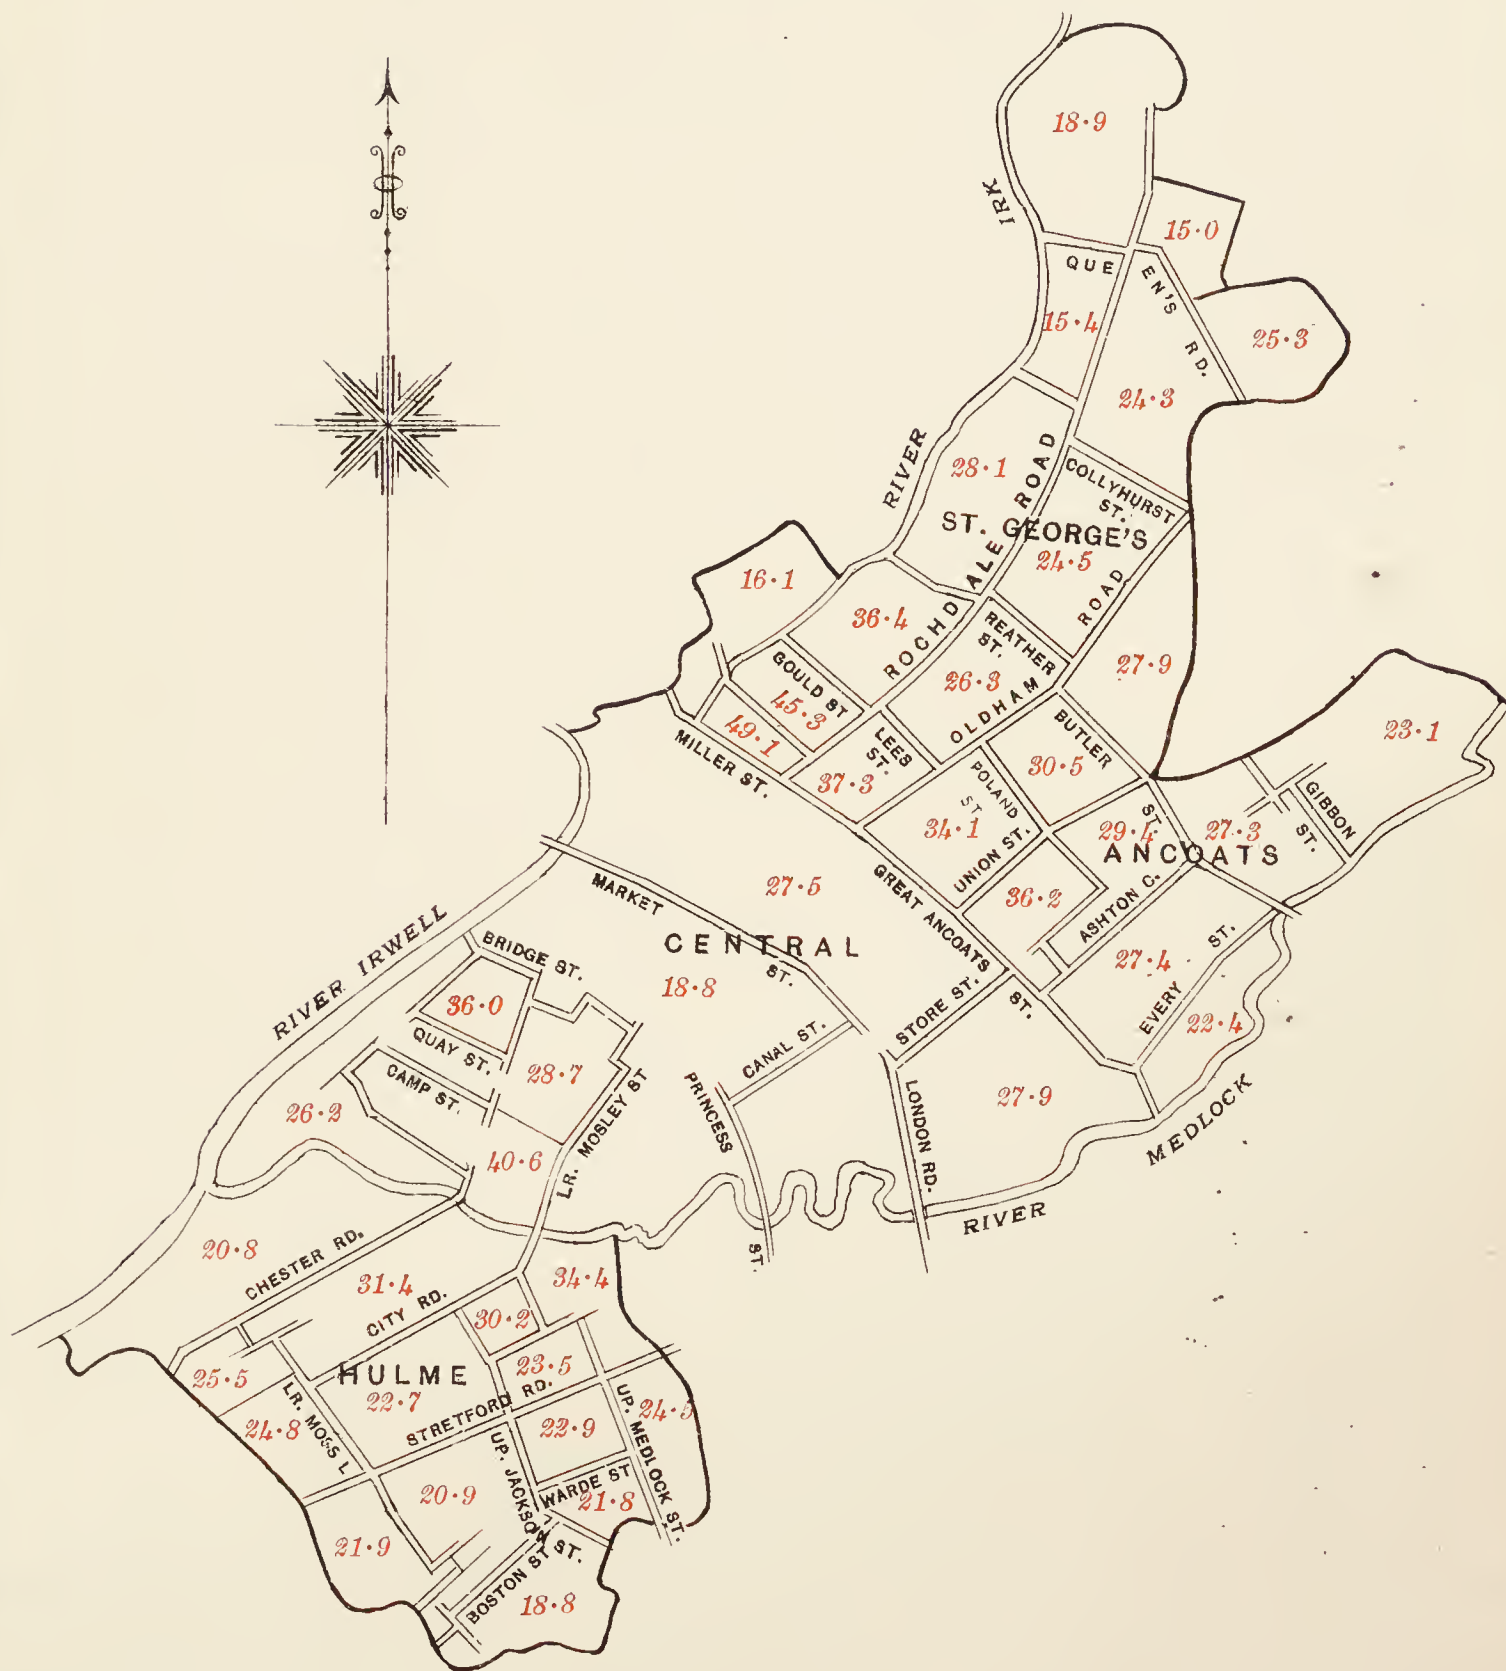 18·9
IRK
15·0
QUEEN'S RD.
15·4
25·3
24·3
RIVER
28·1
COLLYHURST ST.
ST. GEORGE'S
24·5
ROCHDALE ROAD
16·1
36·4
REATHER ST.
OLDHAM ROAD
27·9
GOULD ST
45·3
26·3
49·1
LEES ST.
MILLER ST.
37·3
BUTLER ST.
30·5
POLAND ST
34·1
23·1
GIBBON ST.
29·4
27·3
ANCOATS
UNION ST.
36·2
ASHTON C.
GREAT ANCOATS ST.
27·5
MARKET ST.
CENTRAL
18·8
RIVER IRWELL
BRIDGE ST.
36·0
QUAY ST.
28·7
CAMP ST.
26·2
40·6
LR. MOSLEY ST
PRINCESS ST.
CANAL ST.
STORE ST.
27·4
EVERY ST.
22·4
27·9
LONDON RD.
RIVER MEDLOCK
20·8
CHESTER RD.
31·4
CITY RD.
34·4
30·2
HULME
25·5
24·8
LR. MOSS L
22·7
23·5
STRETFORD RD.
22·9
24·5
UP. MEDLOCK ST.
UP. JACKSON ST.
WARDE ST
21·8
20·9
21·9
BOSTON ST
18·8